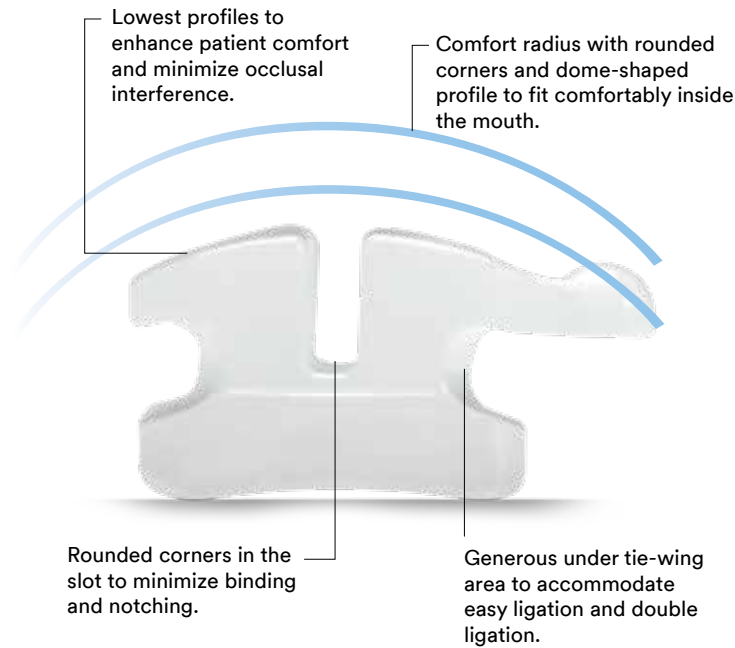 Lowest profiles to
enhance patient comfort
and minimize occlusal
interference.
Comfort radius with rounded
corners and dome-shaped
profile to fit comfortably inside
the mouth.
Rounded corners in the
slot to minimize binding
and notching.
Generous under tie-wing
area to accommodate
easy ligation and double
ligation.